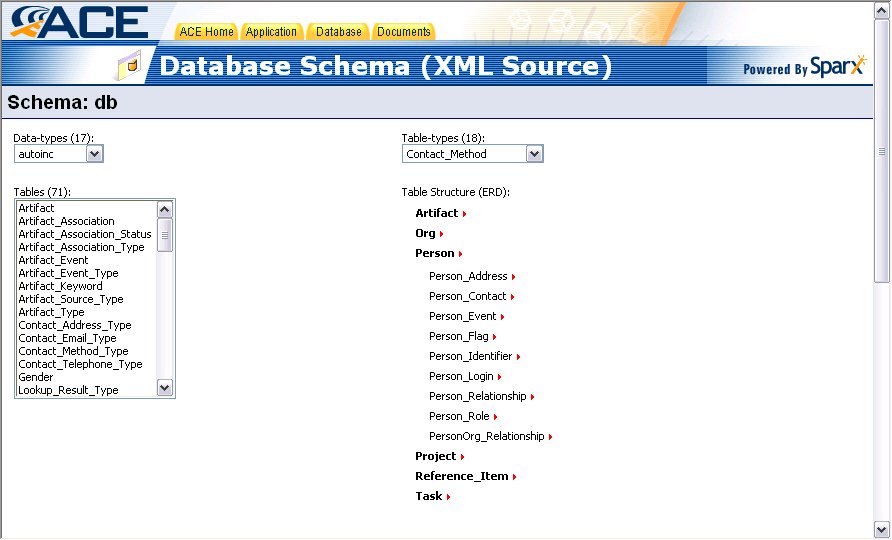 ACE
ACE Home Application Database Documents
Database Schema (XML Source)
Powered By Sparx
Schema: db
Data-types (17):
autoinc
Table-types (18):
Contact_Method
Tables (71):
Artifact
Artifact_Association
Artifact_Association_Status
Artifact_Association_Type
Artifact_Event
Artifact_Event_Type
Artifact_Keyword
Artifact_Source_Type
Artifact_Type
Contact_Address_Type
Contact_Email_Type
Contact_Method_Type
Contact_Telephone_Type
Gender
Lookup_Result_Type
Table Structure (ERD):
Artifact
Org
Person
Person_Address
Person_Contact
Person_Event
Person_Flag
Person_Identifier
Person_Login
Person_Relationship
Person_Role
PersonOrg_Relationship
Project
Reference_Item
Task